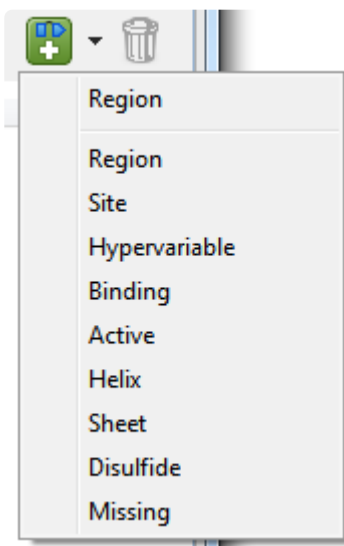 Region
Region
Site
Hypervariable
Binding
Active
Helix
Sheet
Disulfide
Missing